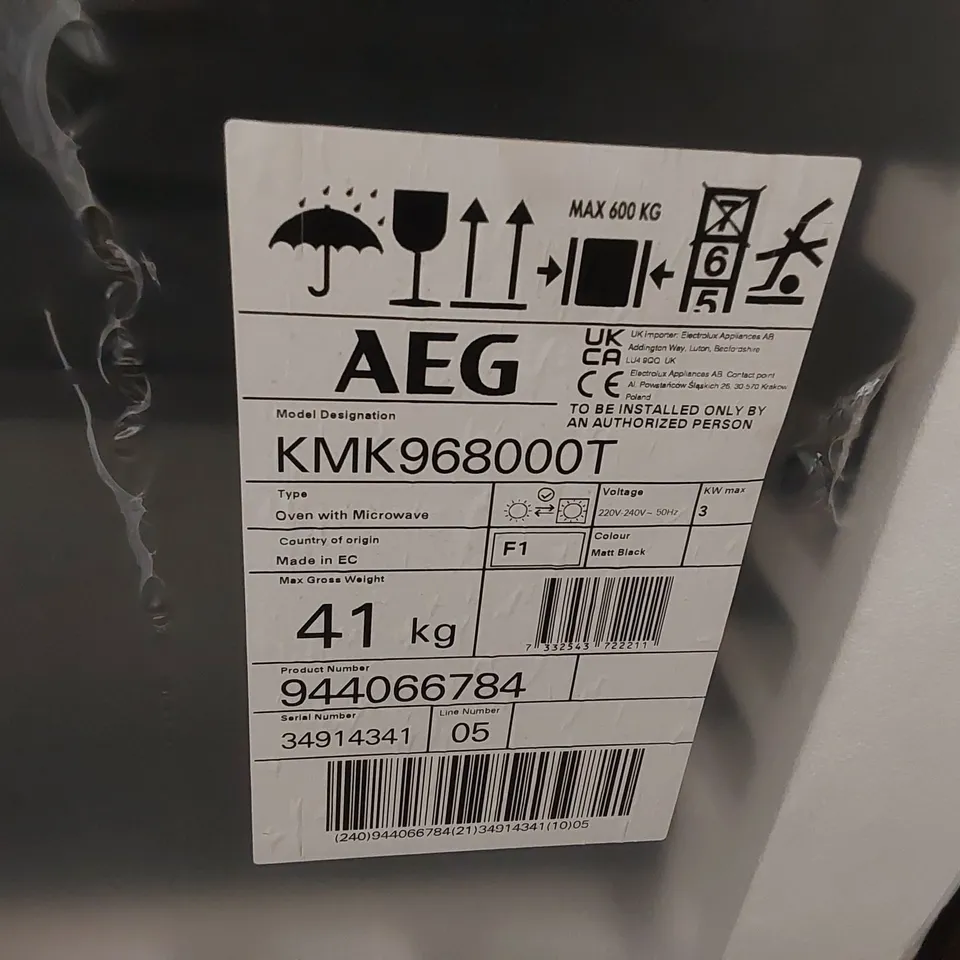 MAX 600 KG
7
6
5
AEG
UK
CA
UK Importer: Electrolux Appliances AB
Addington Way, Luton, Bedfordshire
LU4 9QQ UK
CE
Electrolux Appliances AB Contact point
Al. Powstańców Śląskich 26, 30-570 Krakow
Poland
TO BE INSTALLED ONLY BY
AN AUTHORIZED PERSON
Model Designation
KMK968000T
Type
Oven with Microwave
Voltage
220V-240V~ 50Hz
KW max
3
Country of origin
Made in EC
F1
Colour
Matt Black
Max Gross Weight
41 kg
7 332543 722211
Product Number
944066784
Serial Number
34914341
Line Number
05
(240)944066784(21)34914341(10)05